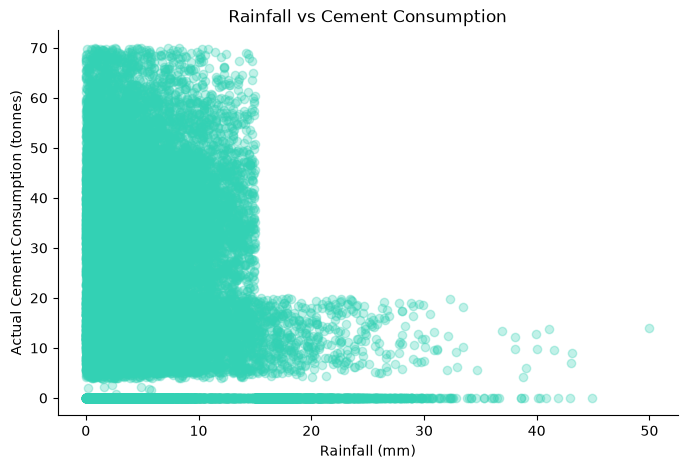 Rainfall vs Cement Consumption
Actual Cement Consumption (tonnes)
70
60
50
40
30
20
10
0
0 10 20 30 40 50
Rainfall (mm)